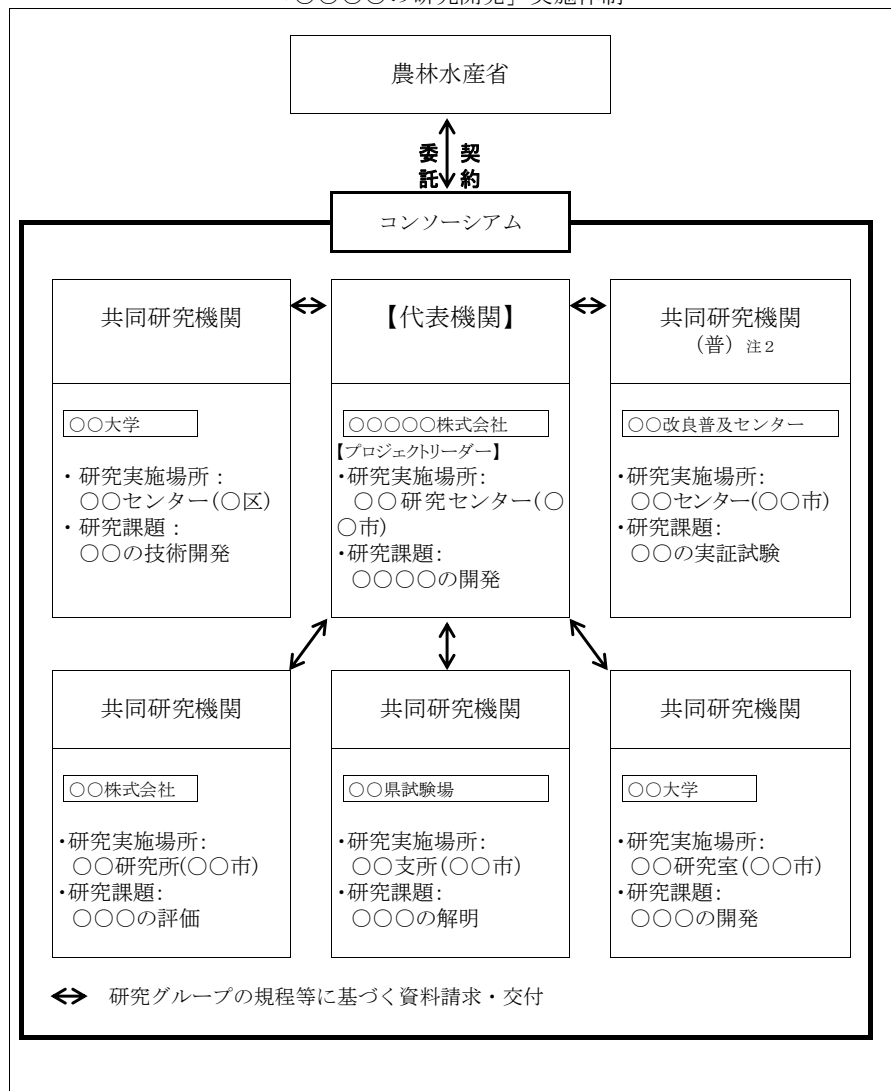 農林水産省
委 契
託 約
コンソーシアム
共同研究機関
○○大学
・研究実施場所:
○○センター(○区)
・研究課題:
○○の技術開発
【代表機関】
○○○○○株式会社
【プロジェクトリーダー】
・研究実施場所:
○○研究センター(○
○市)
・研究課題:
○○○○の開発
共同研究機関
(普) 注2
○○改良普及センター
・研究実施場所:
○○センター(○○市)
・研究課題:
○○の実証試験
共同研究機関
○○株式会社
・研究実施場所:
○○研究所(○○市)
・研究課題:
○○○の評価
共同研究機関
○○県試験場
・研究実施場所:
○○支所(○○市)
・研究課題:
○○○の解明
共同研究機関
○○大学
・研究実施場所:
○○研究室(○○市)
・研究課題:
○○○の開発
研究グループの規程等に基づく資料請求・交付